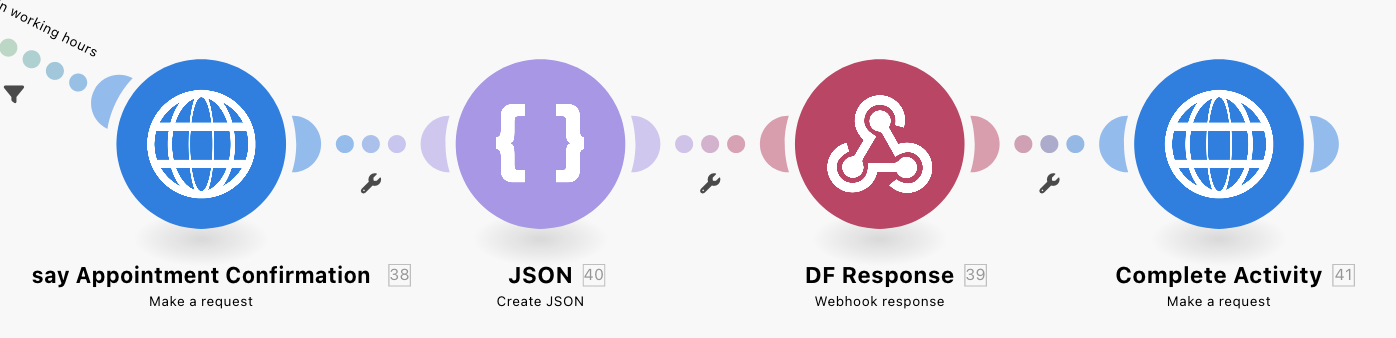 n working hours
say Appointment Confirmation 38
Make a request
JSON 40
Create JSON
DF Response 39
Webhook response
Complete Activity 41
Make a request